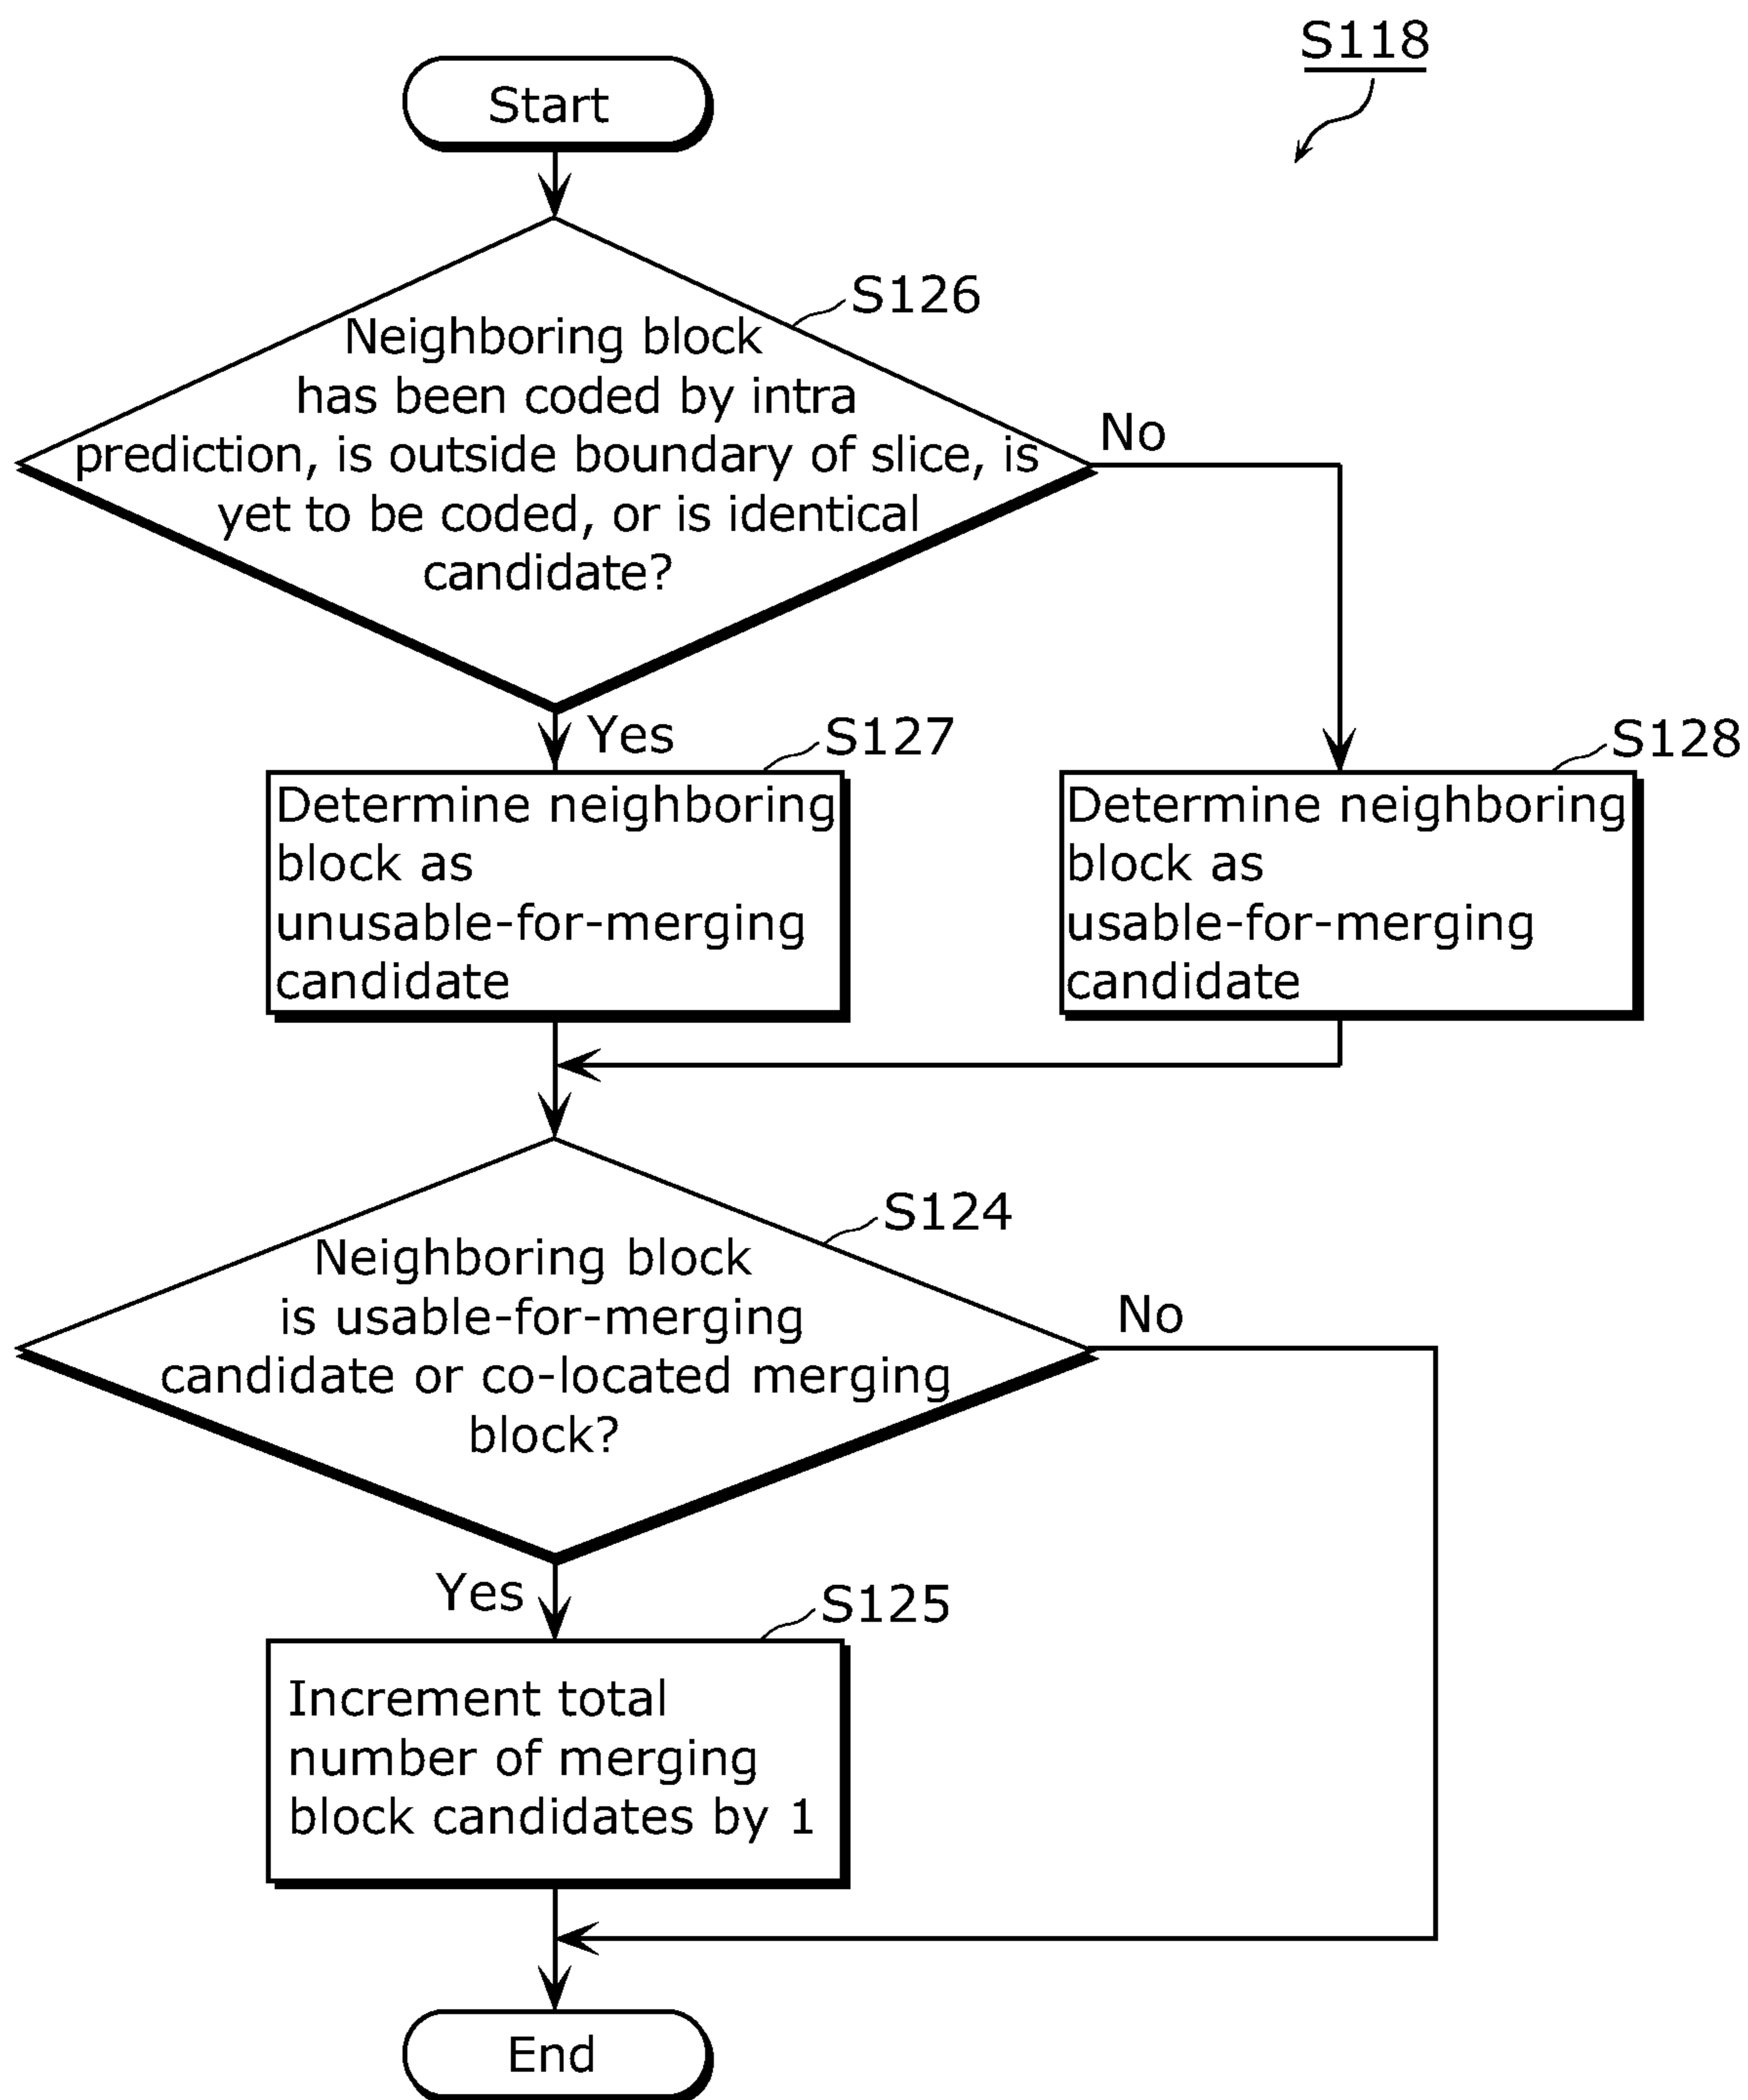 S118
Start
S126
Neighboring block
has been coded by intra
prediction, is outside boundary of slice, is
yet to be coded, or is identical
candidate?
No
Yes
S127
Determine neighboring
block as
unusable-for-merging
candidate
S128
Determine neighboring
block as
usable-for-merging
candidate
S124
Neighboring block
is usable-for-merging
candidate or co-located merging
block?
No
Yes
S125
Increment total
number of merging
block candidates by 1
End